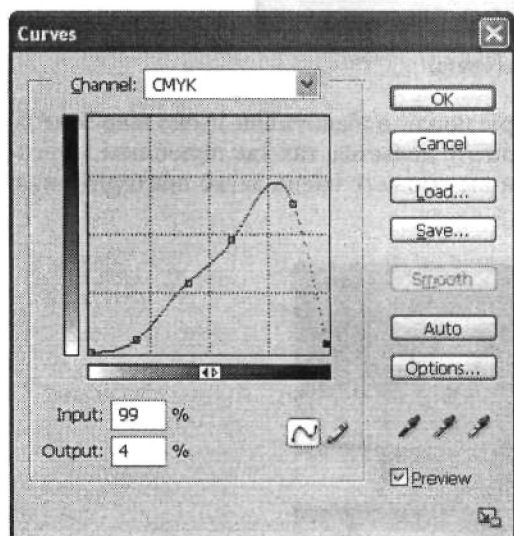 Curves
Channel: CMYK
OK
Cancel
Load...
Save...
Smooth
Auto
Options...
Input: 99 %
Output: 4 %
Preview